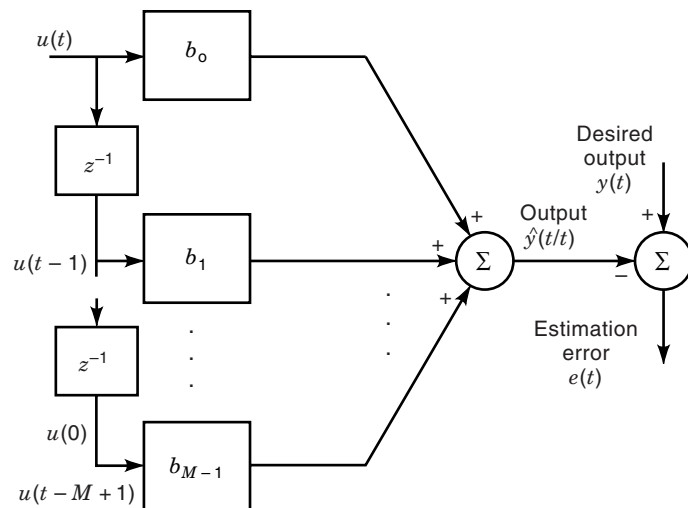 u(t)
b₀
z⁻¹
Desired
output
y(t)
+
+
Output
ŷ(t/t)
u(t − 1)
b₁
+
Σ
−
Σ
+
z⁻¹
Estimation
error
e(t)
u(0)
b_{M−1}
u(t − M + 1)